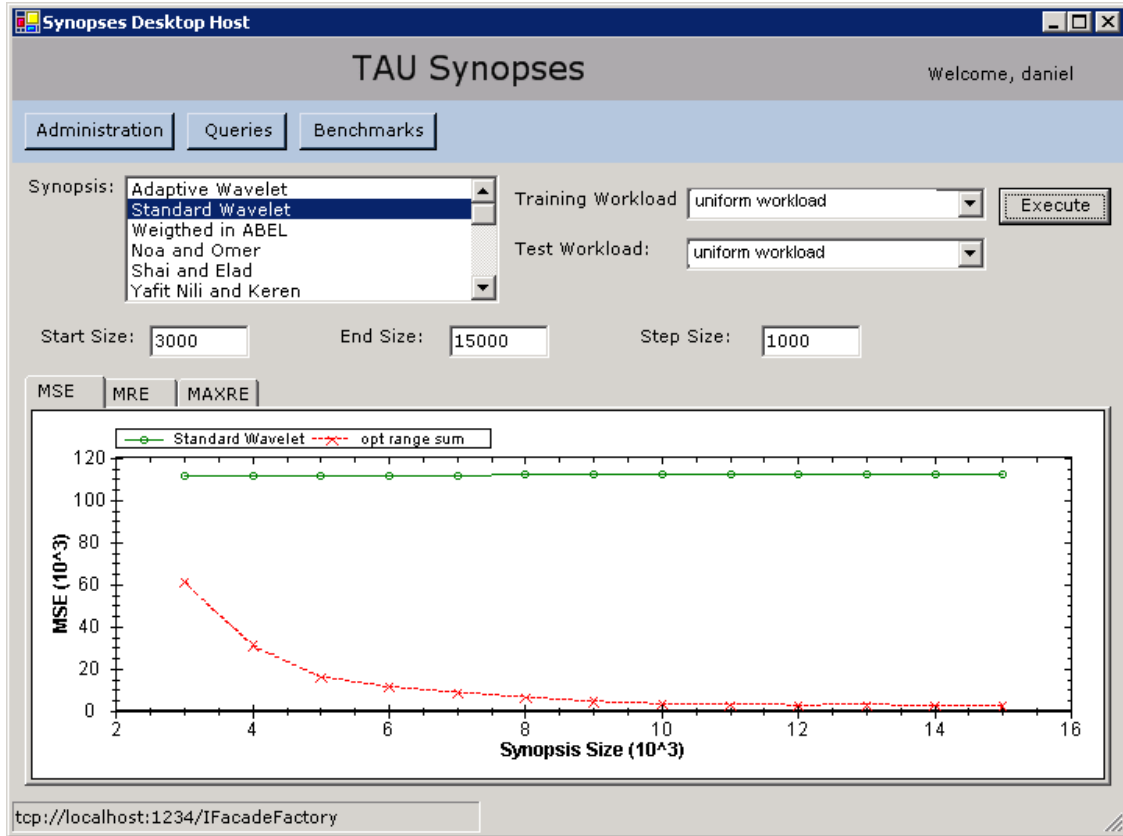 Synopses Desktop Host
TAU Synopses
Welcome, daniel
Administration
Queries
Benchmarks
Synopsis:
Adaptive Wavelet
Standard Wavelet
Weigthed in ABEL
Noa and Omer
Shai and Elad
Yafit Nili and Keren
Training Workload
uniform workload
Execute
Test Workload:
uniform workload
Start Size:
3000
End Size:
15000
Step Size:
1000
MSE
MRE
MAXRE
Standard Wavelet
opt range sum
120
100
80
60
40
20
0
MSE (10^3)
2
4
6
8
10
12
14
16
Synopsis Size (10^3)
tcp://localhost:1234/IFacadeFactory